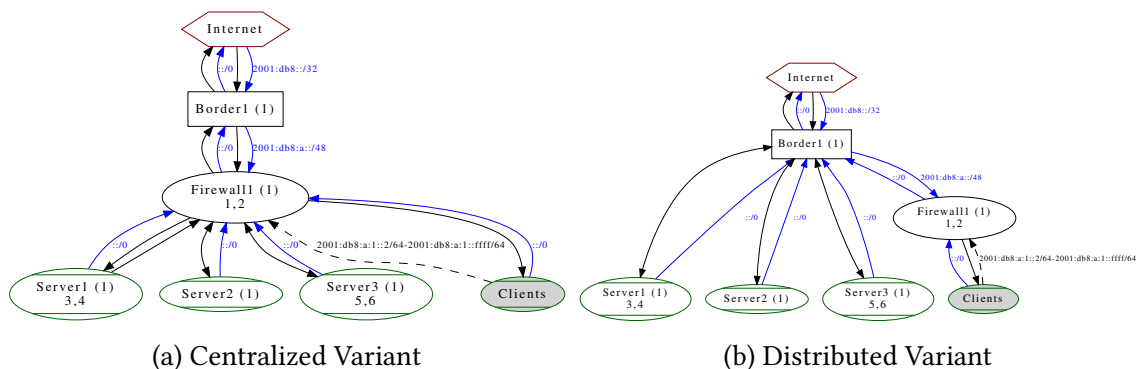 Internet
::/0
2001:db8::/32
Border1 (1)
::/0
2001:db8:a::/48
Firewall1 (1)
1,2
::/0
::/0
::/0
2001:db8:a:1::2/64-2001:db8:a:1::ffff/64
::/0
Server1 (1)
3,4
Server2 (1)
Server3 (1)
5,6
Clients
(a) Centralized Variant
Internet
::/0
2001:db8::/32
Border1 (1)
::/0
2001:db8:a::/48
Firewall1 (1)
1,2
::/0
::/0
::/0
::/0
2001:db8:a:1::2/64-2001:db8:a:1::ffff/64
Server1 (1)
3,4
Server2 (1)
Server3 (1)
5,6
Clients
(b) Distributed Variant